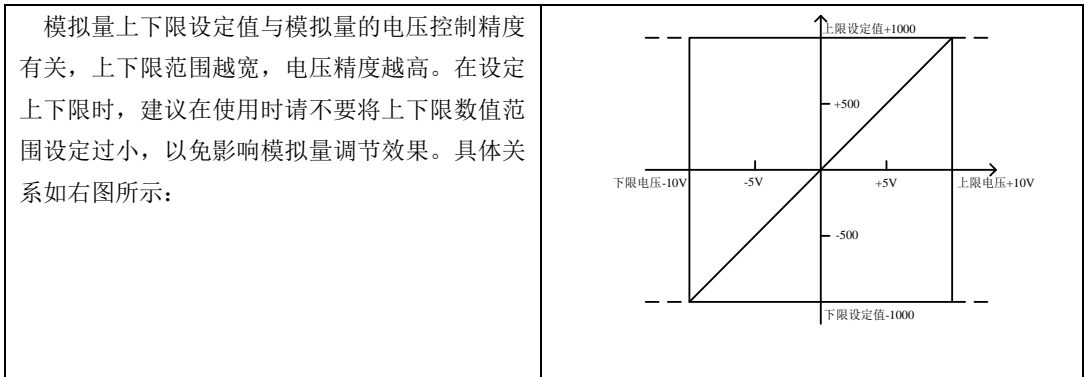 模拟量上下限设定值与模拟量的电压控制精度
有关，上下限范围越宽，电压精度越高。在设定
上下限时，建议在使用时请不要将上下限数值范
围设定过小，以免影响模拟量调节效果。具体关
系如右图所示：
上限设定值+1000
+500
下限电压-10V
-5V
+5V
上限电压+10V
-500
下限设定值-1000